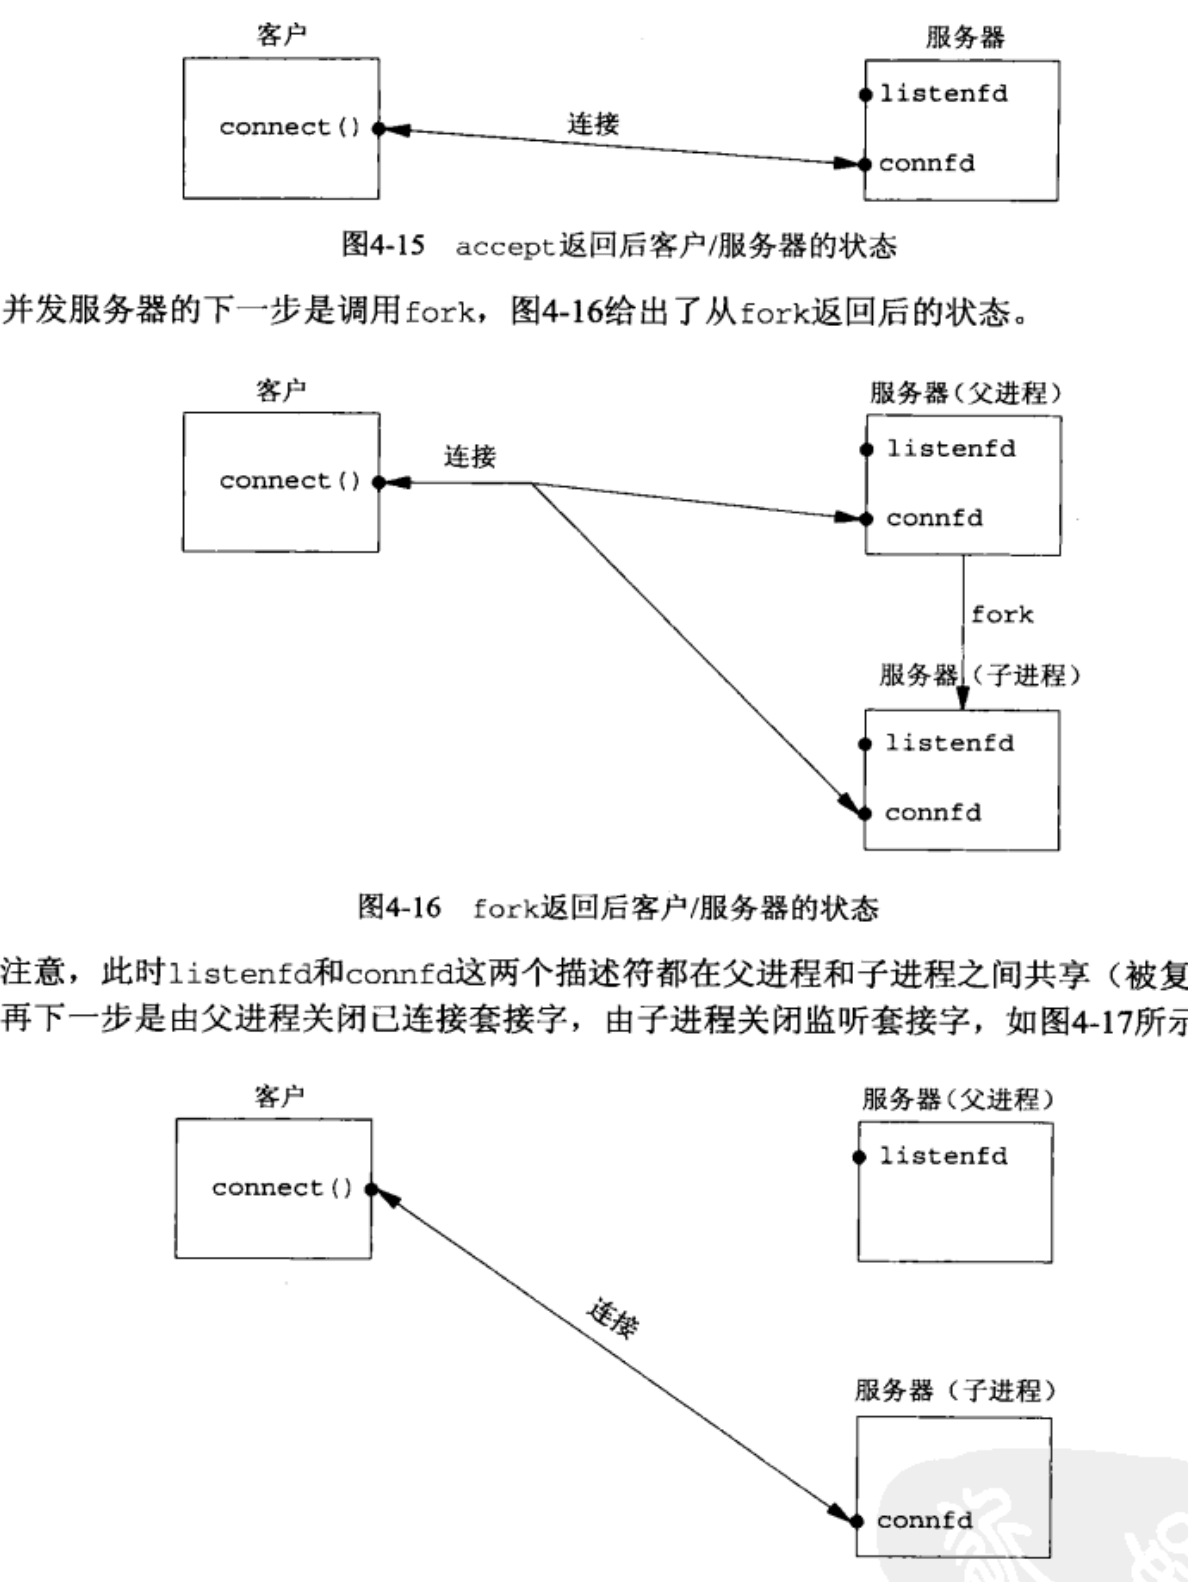 客户
服务器
connect()
连接
listenfd
connfd
图4-15 accept返回后客户/服务器的状态
并发服务器的下一步是调用fork，图4-16给出了从fork返回后的状态。
客户
服务器（父进程）
connect()
连接
listenfd
connfd
fork
服务器（子进程）
listenfd
connfd
图4-16 fork返回后客户/服务器的状态
注意，此时listenfd和connfd这两个描述符都在父进程和子进程之间共享（被复
再下一步是由父进程关闭已连接套接字，由子进程关闭监听套接字，如图4-17所示
客户
服务器（父进程）
connect()
listenfd
连接
服务器（子进程）
connfd